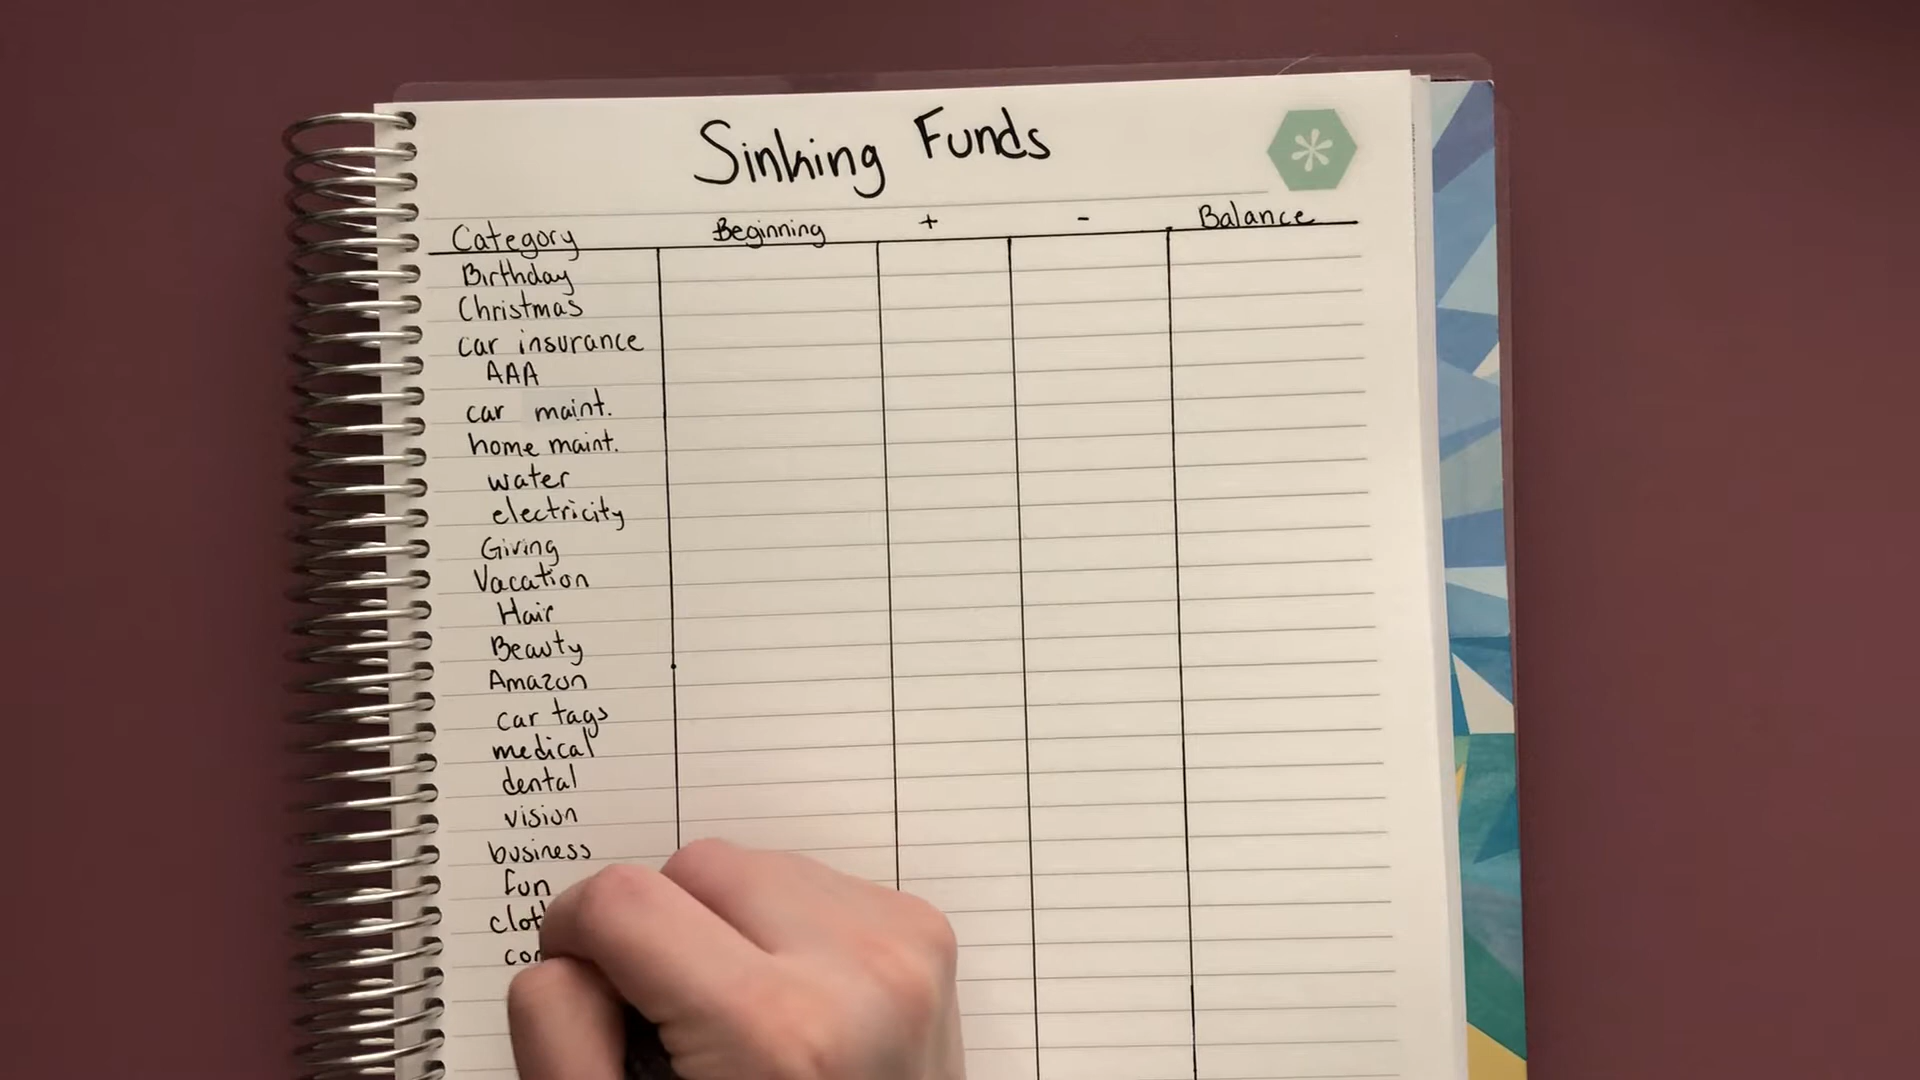 Sinking Funds
Category Beginning + - Balance
Birthday
Christmas
car insurance
AAA
car maint.
home maint.
water
electricity
Giving
Vacation
Hair
Beauty
Amazon
car tags
medical
dental
vision
business
fun